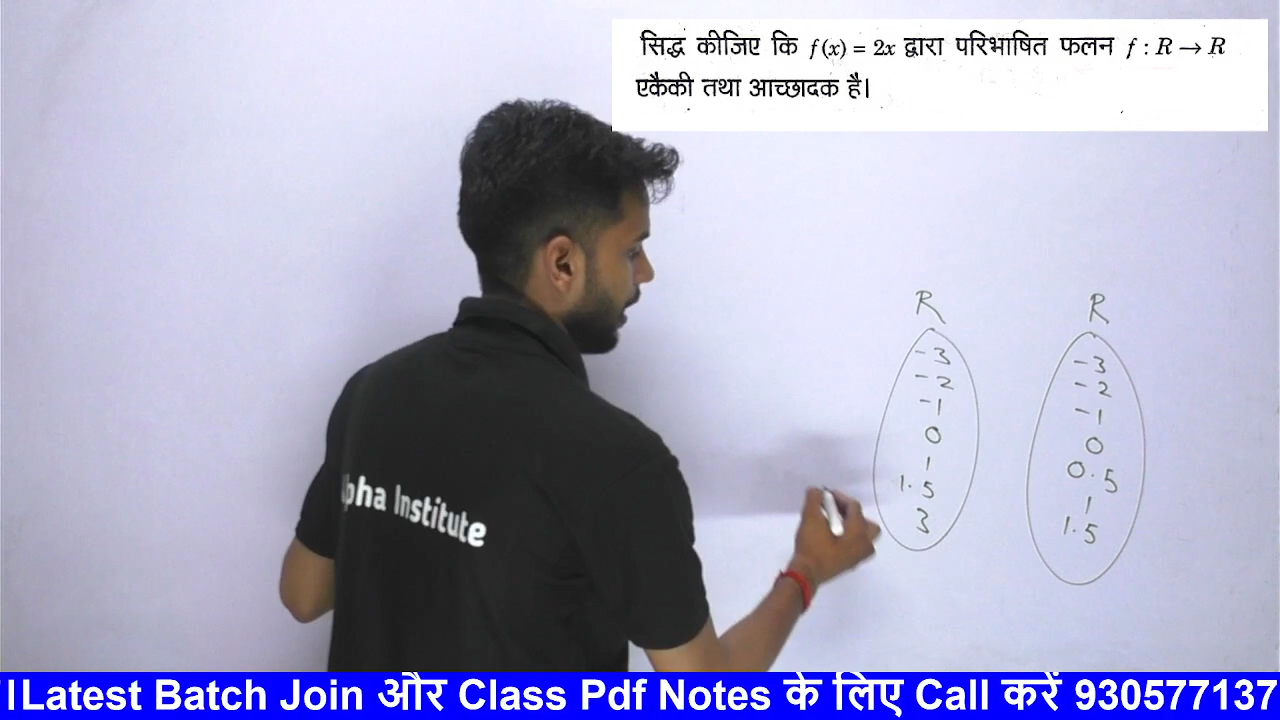 सिद्ध कीजिए कि f(x) = 2x द्वारा परिभाषित फलन f : R → R
एकैकी तथा आच्छादक है।
R
-3
-2
-1
0
1
1.5
3
R
-3
-2
-1
0
0.5
1
1.5
lpha Institute
।Latest Batch Join और Class Pdf Notes के लिए Call करें 930577137